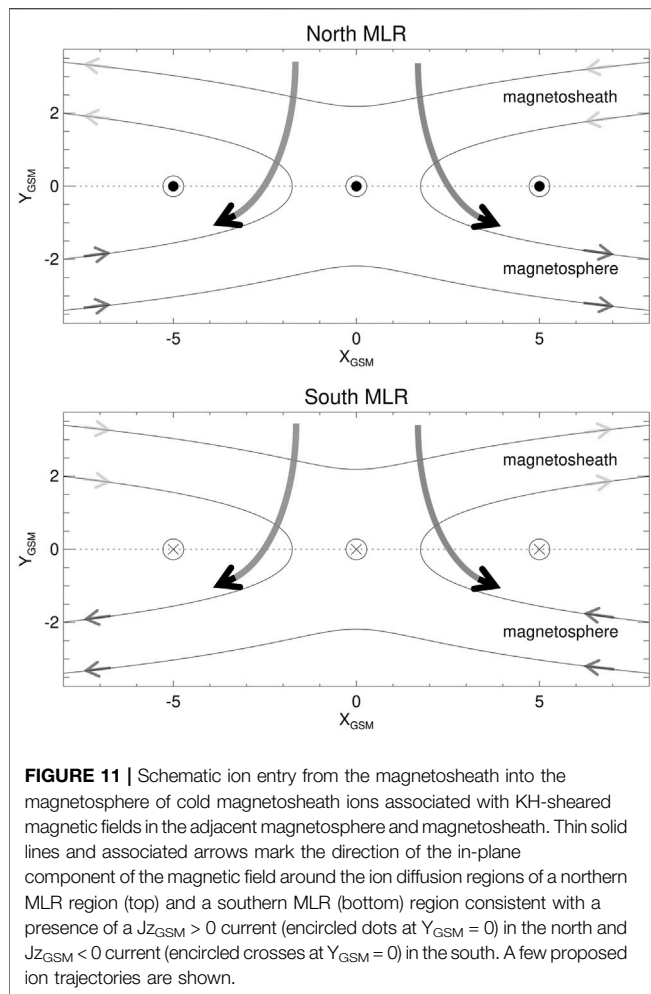 North MLR
magnetosheath
2
0
-2
Y_GSM
magnetosphere
-5
0
5
X_GSM
South MLR
magnetosheath
2
0
-2
Y_GSM
magnetosphere
-5
0
5
X_GSM
FIGURE 11 | Schematic ion entry from the magnetosheath into the
magnetosphere of cold magnetosheath ions associated with KH-sheared
magnetic fields in the adjacent magnetosphere and magnetosheath. Thin solid
lines and associated arrows mark the direction of the in-plane
component of the magnetic field around the ion diffusion regions of a northern
MLR region (top) and a southern MLR (bottom) region consistent with a
presence of a Jz_GSM > 0 current (encircled dots at Y_GSM = 0) in the north and
Jz_GSM < 0 current (encircled crosses at Y_GSM = 0) in the south. A few proposed
ion trajectories are shown.